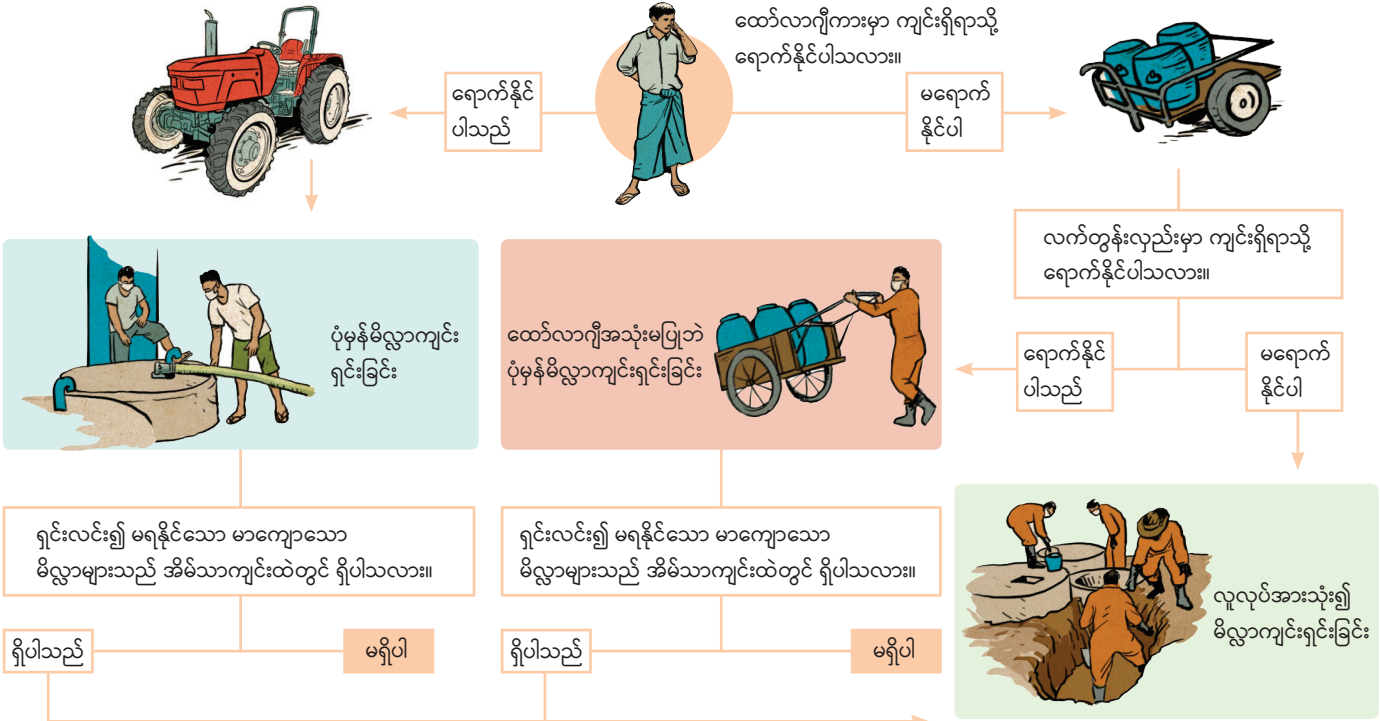 ထော်လာဂျီကားမှာ ကျင်းရှိရာသို့
ရောက်နိုင်ပါသလား။
ရောက်နိုင်
ပါသည်
မရောက်
နိုင်ပါ
လက်တွန်းလှည်းမှာ ကျင်းရှိရာသို့
ရောက်နိုင်ပါသလား။
ပုံမှန်မိလ္လာကျင်း
ရှင်းခြင်း
ထော်လာဂျီအသုံးမပြုဘဲ
ပုံမှန်မိလ္လာကျင်းရှင်းခြင်း
ရောက်နိုင်
ပါသည်
မရောက်
နိုင်ပါ
ရှင်းလင်း၍ မရနိုင်သော မာကျောသော
မိလ္လာများသည် အိမ်သာကျင်းထဲတွင် ရှိပါသလား။
ရှင်းလင်း၍ မရနိုင်သော မာကျောသော
မိလ္လာများသည် အိမ်သာကျင်းထဲတွင် ရှိပါသလား။
လူလုပ်အားသုံး၍
မိလ္လာကျင်းရှင်းခြင်း
ရှိပါသည်
မရှိပါ
ရှိပါသည်
မရှိပါ